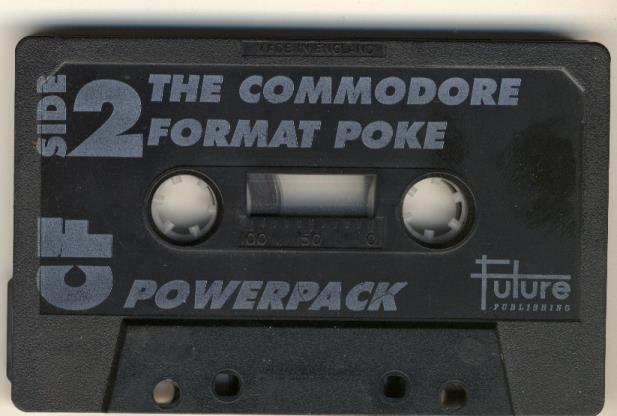 MADE IN ENGLAND
SIDE 2
THE COMMODORE
FORMAT POKE
100 50 0
CF
POWERPACK
Future
PUBLISHING